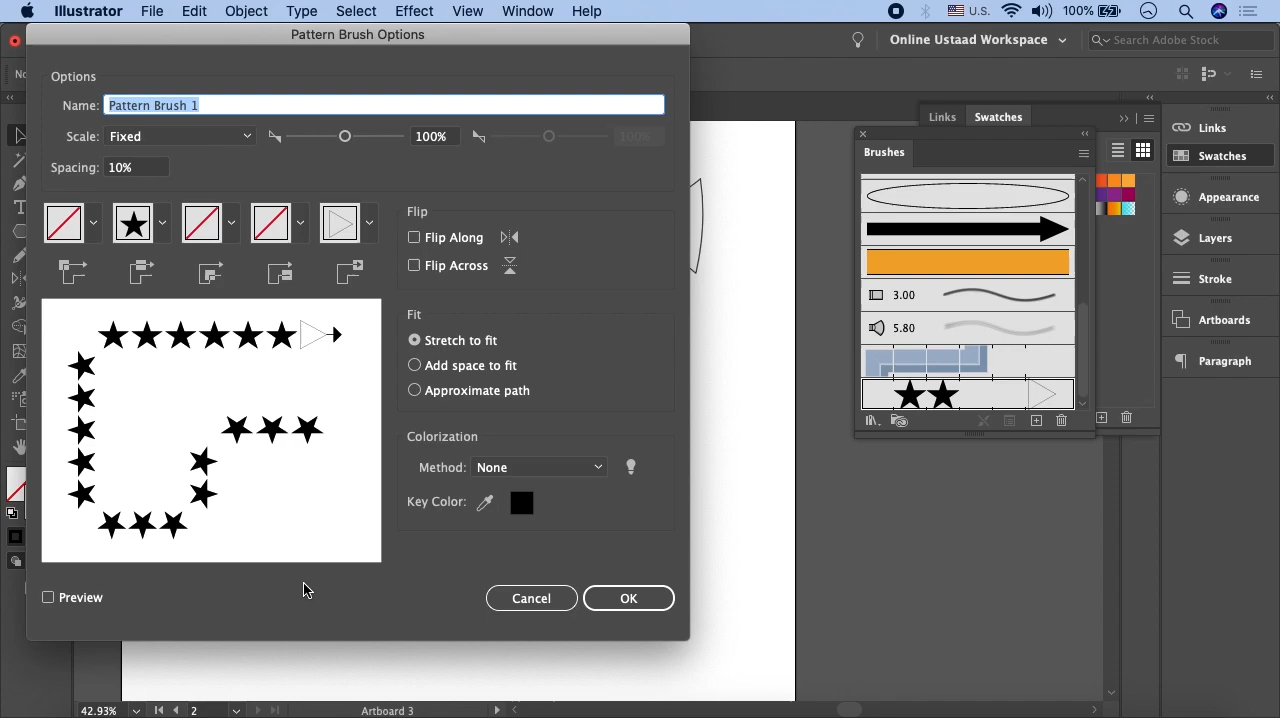 Illustrator File Edit Object Type Select Effect View Window Help U.S. 100%
Pattern Brush Options
Online Ustaad Workspace
Search Adobe Stock
No
Options
Name: Pattern Brush 1
Scale: Fixed 100% 100%
Spacing: 10%
Flip
Flip Along
Flip Across
Fit
Stretch to fit
Add space to fit
Approximate path
Colorization
Method: None
Key Color:
Preview
Cancel
OK
Links Swatches
Brushes
3.00
5.80
Links
Swatches
Appearance
Layers
Stroke
Artboards
Paragraph
42.93% 2 Artboard 3